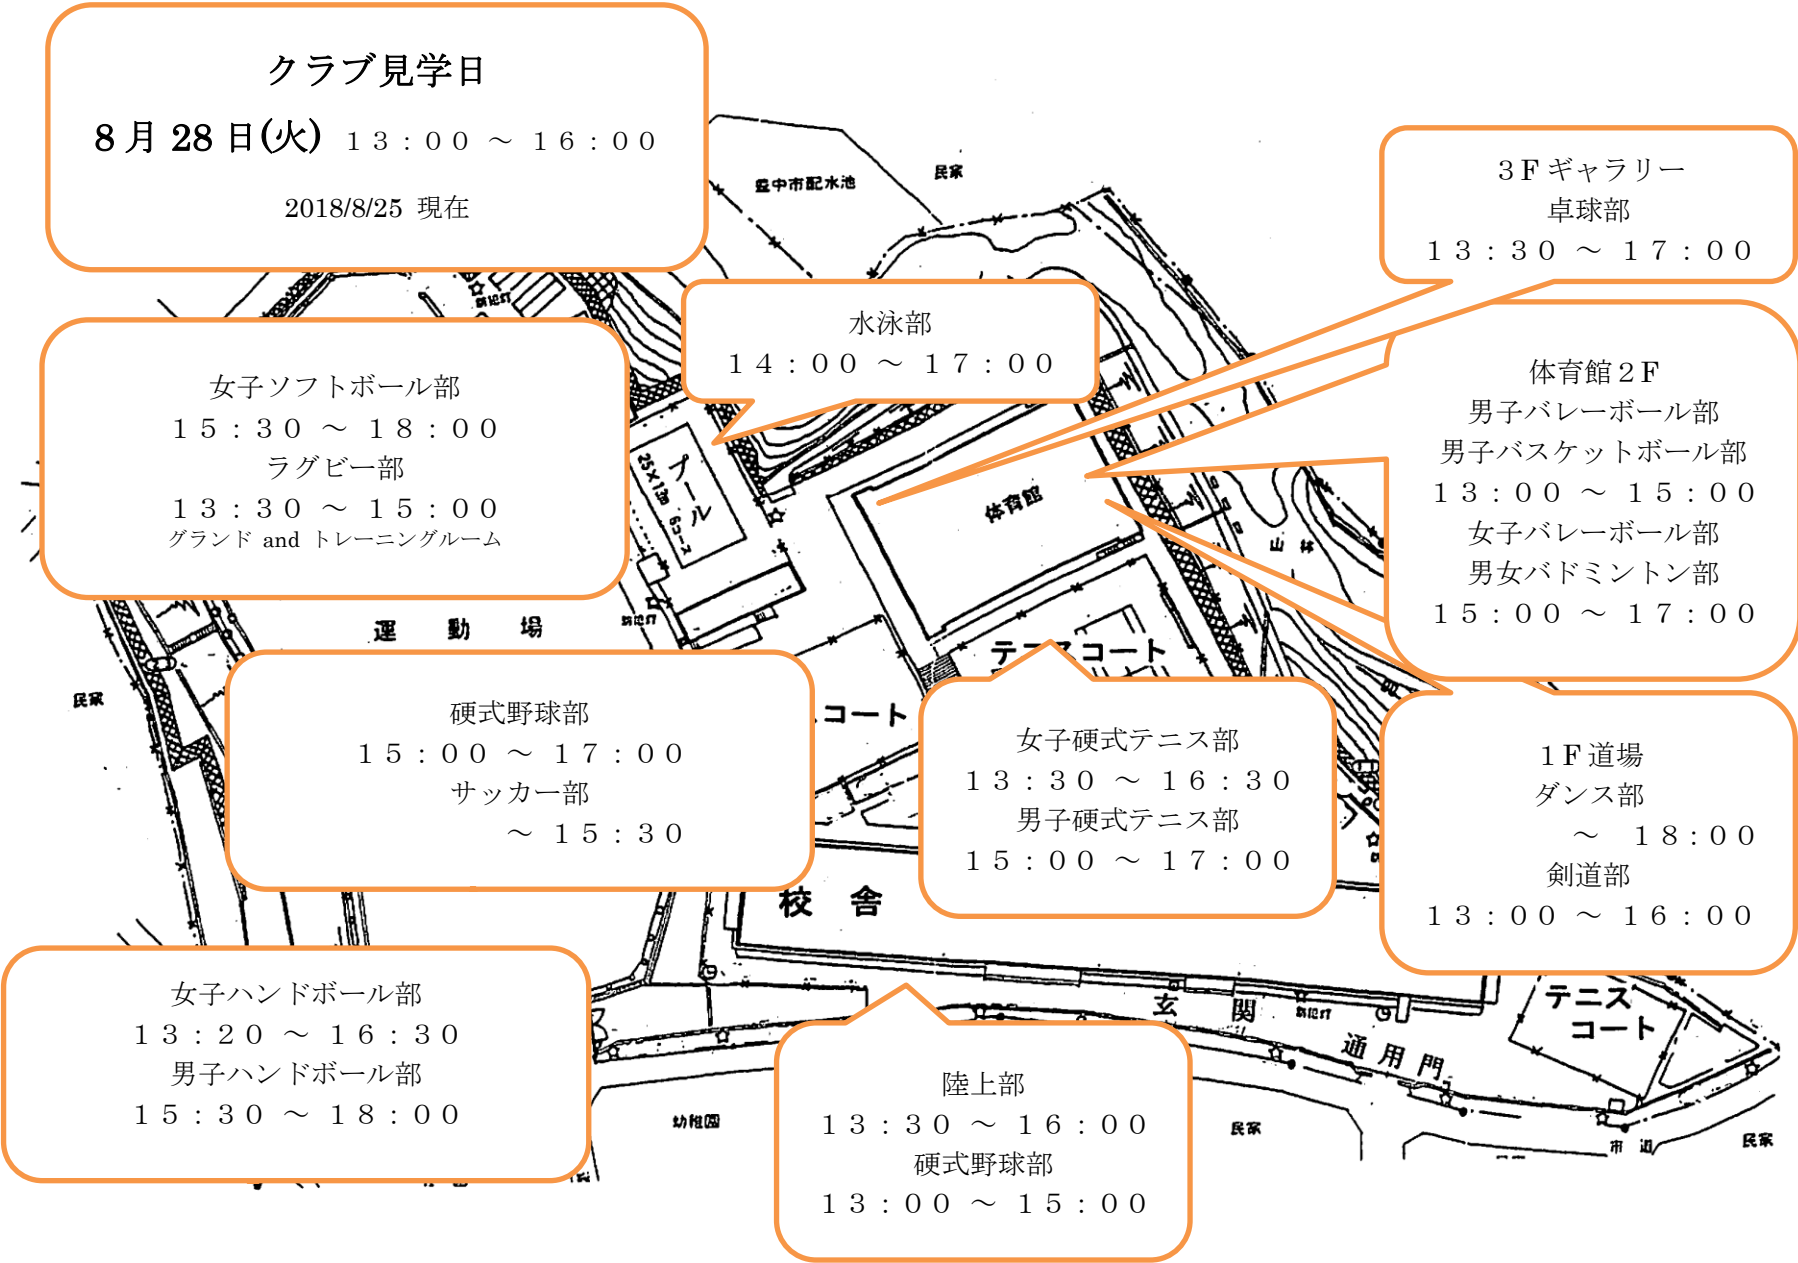 クラブ見学日
8月28日(火) 13:00 ～ 16:00
2018/8/25 現在
豊中市配水池
民家
3Fギャラリー
卓球部
13:30 ～ 17:00
水泳部
14:00 ～ 17:00
女子ソフトボール部
15:30 ～ 18:00
ラグビー部
13:30 ～ 15:00
グランド and トレーニングルーム
体育館2F
男子バレーボール部
男子バスケットボール部
13:00 ～ 15:00
女子バレーボール部
男女バドミントン部
15:00 ～ 17:00
プール
25×13m 6コース
体育館
山林
運動場
テニスコート
民家
硬式野球部
15:00 ～ 17:00
サッカー部
～ 15:30
コート
女子硬式テニス部
13:30 ～ 16:30
男子硬式テニス部
15:00 ～ 17:00
1F道場
ダンス部
～ 18:00
剣道部
13:00 ～ 16:00
校舎
女子ハンドボール部
13:20 ～ 16:30
男子ハンドボール部
15:30 ～ 18:00
玄関
通用門
テニス
コート
幼稚園
陸上部
13:30 ～ 16:00
硬式野球部
13:00 ～ 15:00
民家
市道
民家